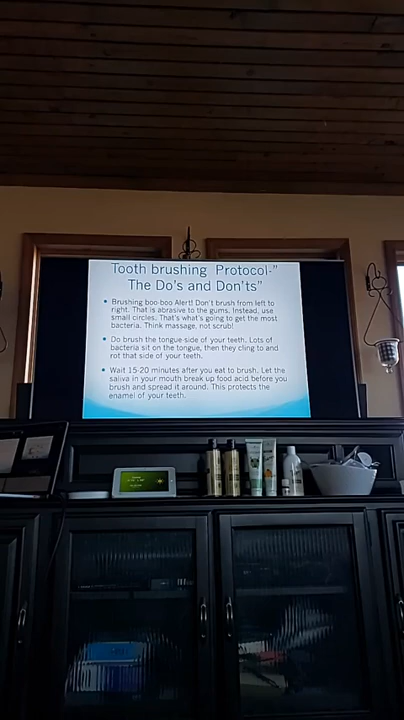 Tooth brushing Protocol-"
The Do's and Don'ts"
• Brushing boo-boo Alert! Don't brush from left to
right. That is abrasive to the gums. Instead, use
small circles. That's what's going to get the most
bacteria. Think massage, not scrub!
• Do brush the tongue side of your teeth. Lots of
bacteria sit on the tongue, then they cling to and
rot that side of your teeth.
• Wait 15-20 minutes after you eat to brush. Let the
saliva in your mouth break up food acid before you
brush and spread it around. This protects the
enamel of your teeth.